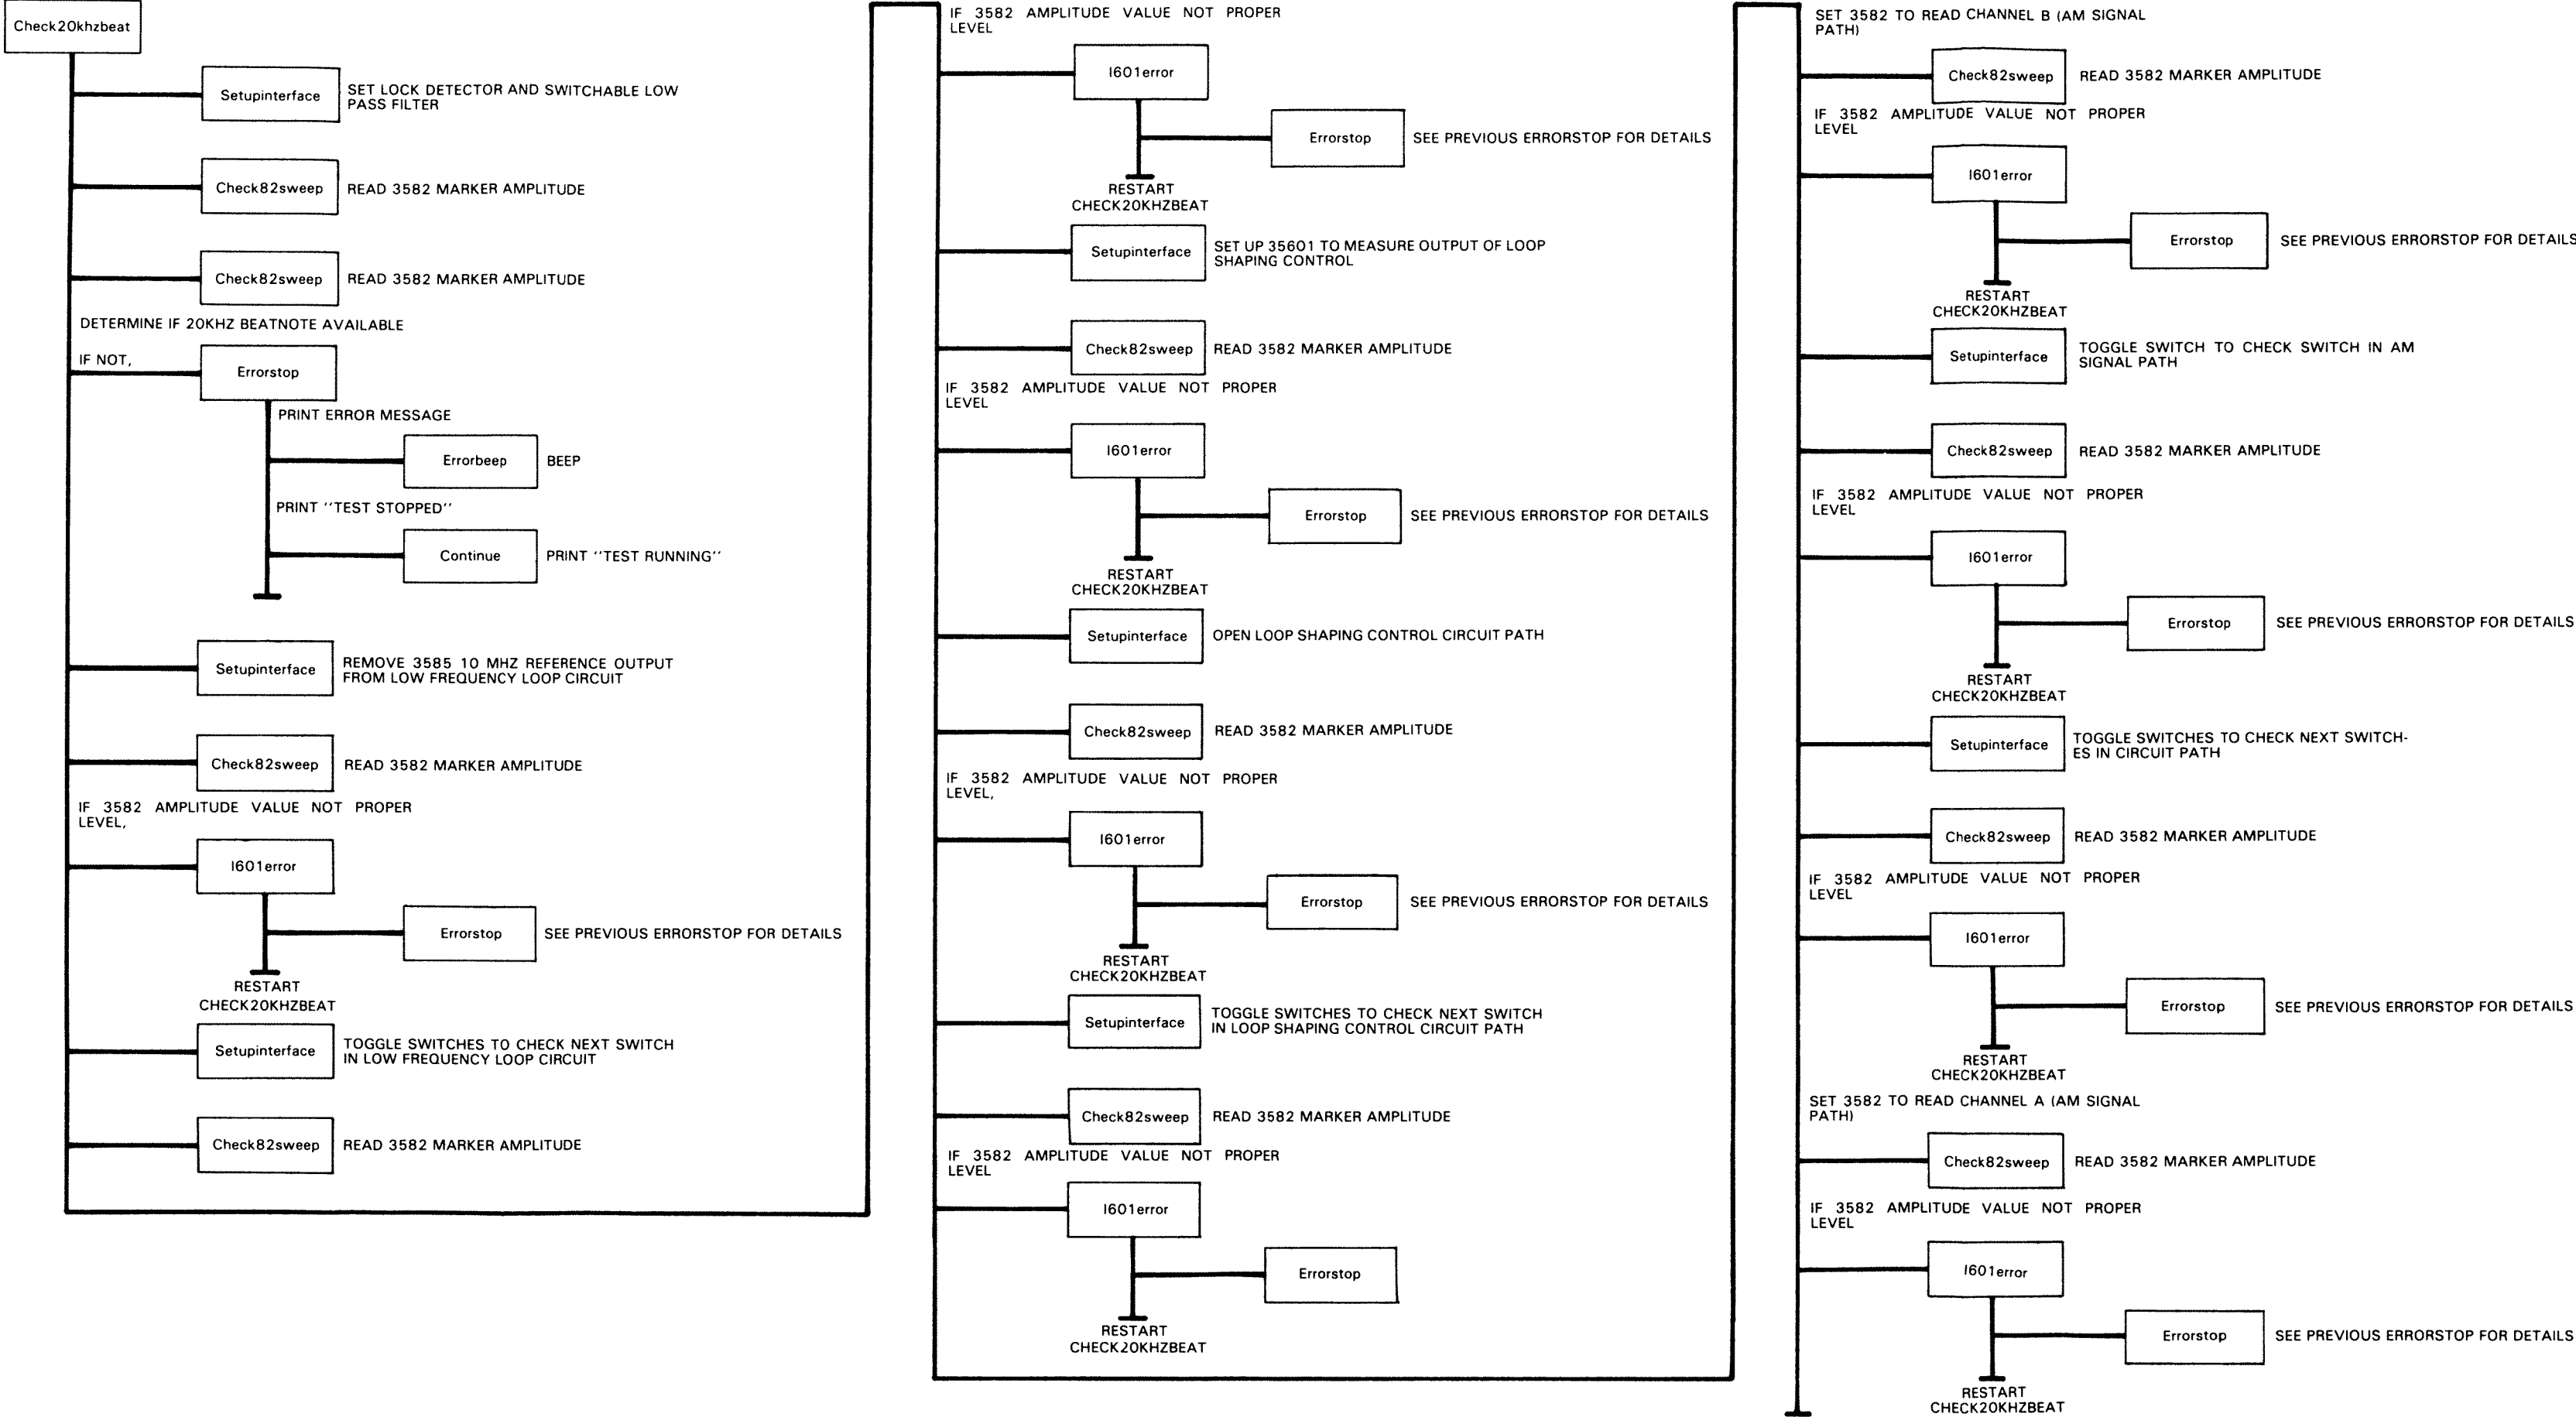 Check20khzbeat
Setupinterface
SET LOCK DETECTOR AND SWITCHABLE LOW
PASS FILTER
Check82sweep
READ 3582 MARKER AMPLITUDE
Check82sweep
READ 3582 MARKER AMPLITUDE
DETERMINE IF 20KHZ BEATNOTE AVAILABLE
IF NOT,
Errorstop
PRINT ERROR MESSAGE
Errorbeep
BEEP
PRINT ''TEST STOPPED''
Continue
PRINT ''TEST RUNNING''
Setupinterface
REMOVE 3585 10 MHZ REFERENCE OUTPUT
FROM LOW FREQUENCY LOOP CIRCUIT
Check82sweep
READ 3582 MARKER AMPLITUDE
IF 3582 AMPLITUDE VALUE NOT PROPER
LEVEL,
I601error
Errorstop
SEE PREVIOUS ERRORSTOP FOR DETAILS
RESTART
CHECK20KHZBEAT
Setupinterface
TOGGLE SWITCHES TO CHECK NEXT SWITCH
IN LOW FREQUENCY LOOP CIRCUIT
Check82sweep
READ 3582 MARKER AMPLITUDE
IF 3582 AMPLITUDE VALUE NOT PROPER
LEVEL
I601error
Errorstop
SEE PREVIOUS ERRORSTOP FOR DETAILS
RESTART
CHECK20KHZBEAT
Setupinterface
SET UP 35601 TO MEASURE OUTPUT OF LOOP
SHAPING CONTROL
Check82sweep
READ 3582 MARKER AMPLITUDE
IF 3582 AMPLITUDE VALUE NOT PROPER
LEVEL
I601error
Errorstop
SEE PREVIOUS ERRORSTOP FOR DETAILS
RESTART
CHECK20KHZBEAT
Setupinterface
OPEN LOOP SHAPING CONTROL CIRCUIT PATH
Check82sweep
READ 3582 MARKER AMPLITUDE
IF 3582 AMPLITUDE VALUE NOT PROPER
LEVEL,
I601error
Errorstop
SEE PREVIOUS ERRORSTOP FOR DETAILS
RESTART
CHECK20KHZBEAT
Setupinterface
TOGGLE SWITCHES TO CHECK NEXT SWITCH
IN LOOP SHAPING CONTROL CIRCUIT PATH
Check82sweep
READ 3582 MARKER AMPLITUDE
IF 3582 AMPLITUDE VALUE NOT PROPER
LEVEL
I601error
Errorstop
RESTART
CHECK20KHZBEAT
SET 3582 TO READ CHANNEL B (AM SIGNAL
PATH)
Check82sweep
READ 3582 MARKER AMPLITUDE
IF 3582 AMPLITUDE VALUE NOT PROPER
LEVEL
I601error
Errorstop
SEE PREVIOUS ERRORSTOP FOR DETAILS
RESTART
CHECK20KHZBEAT
Setupinterface
TOGGLE SWITCH TO CHECK SWITCH IN AM
SIGNAL PATH
Check82sweep
READ 3582 MARKER AMPLITUDE
IF 3582 AMPLITUDE VALUE NOT PROPER
LEVEL
I601error
Errorstop
SEE PREVIOUS ERRORSTOP FOR DETAILS
RESTART
CHECK20KHZBEAT
Setupinterface
TOGGLE SWITCHES TO CHECK NEXT SWITCH-
ES IN CIRCUIT PATH
Check82sweep
READ 3582 MARKER AMPLITUDE
IF 3582 AMPLITUDE VALUE NOT PROPER
LEVEL
I601error
Errorstop
SEE PREVIOUS ERRORSTOP FOR DETAILS
RESTART
CHECK20KHZBEAT
SET 3582 TO READ CHANNEL A (AM SIGNAL
PATH)
Check82sweep
READ 3582 MARKER AMPLITUDE
IF 3582 AMPLITUDE VALUE NOT PROPER
LEVEL
I601error
Errorstop
SEE PREVIOUS ERRORSTOP FOR DETAILS
RESTART
CHECK20KHZBEAT